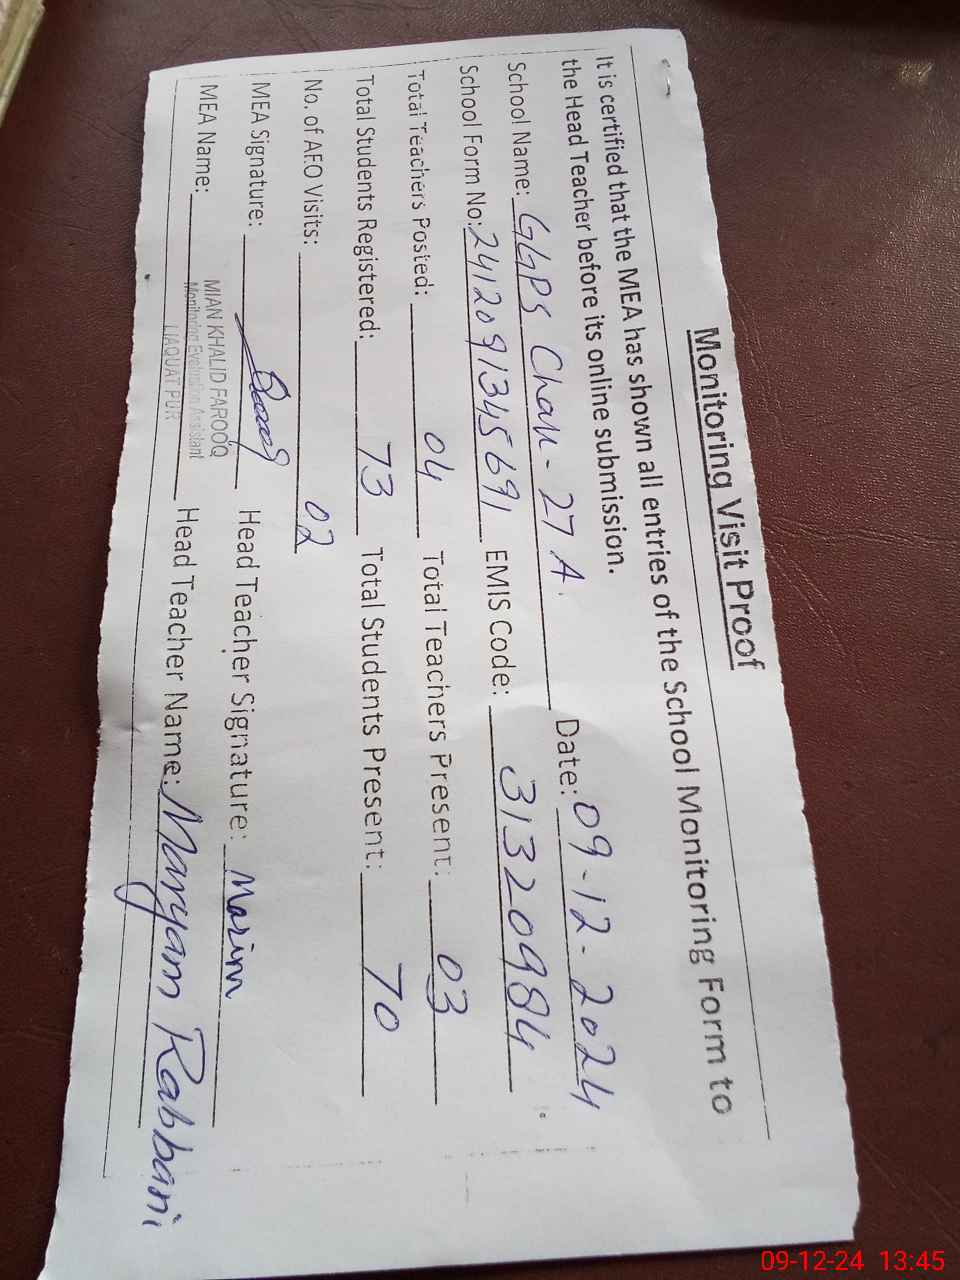 Monitoring Visit Proof
It is certified that the MEA has shown all entries of the School Monitoring Form to
the Head Teacher before its online submission.
School Name: GGPS Chak - 27 A. Date: 09-12-2024
School Form No: 2412091345691 EMIS Code: 31320984
Total Teachers Posted: 04 Total Teachers Present: 03
Total Students Registered: 73 Total Students Present: 70
No. of AEO Visits: 02
MEA Signature: Head Teacher Signature:
MEA Name: MIAN KHALID FAROOQ Head Teacher Name: Maryam Rabbani
Monitoring Evaluation Assistant
LIAQUAT PUR
09-12-24 13:45